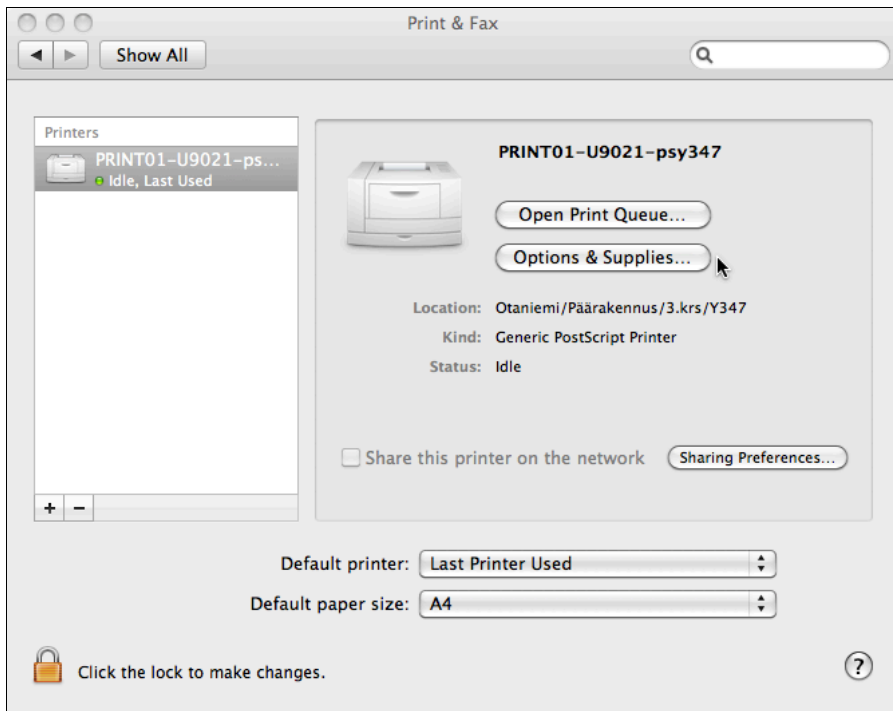 Print & Fax
Show All
Printers
PRINT01-U9021-ps...
Idle, Last Used
PRINT01-U9021-psy347
Open Print Queue...
Options & Supplies...
Location: Otaniemi/Päärakennus/3.krs/Y347
Kind: Generic PostScript Printer
Status: Idle
Share this printer on the network Sharing Preferences...
+ −
Default printer: Last Printer Used
Default paper size: A4
Click the lock to make changes. ?